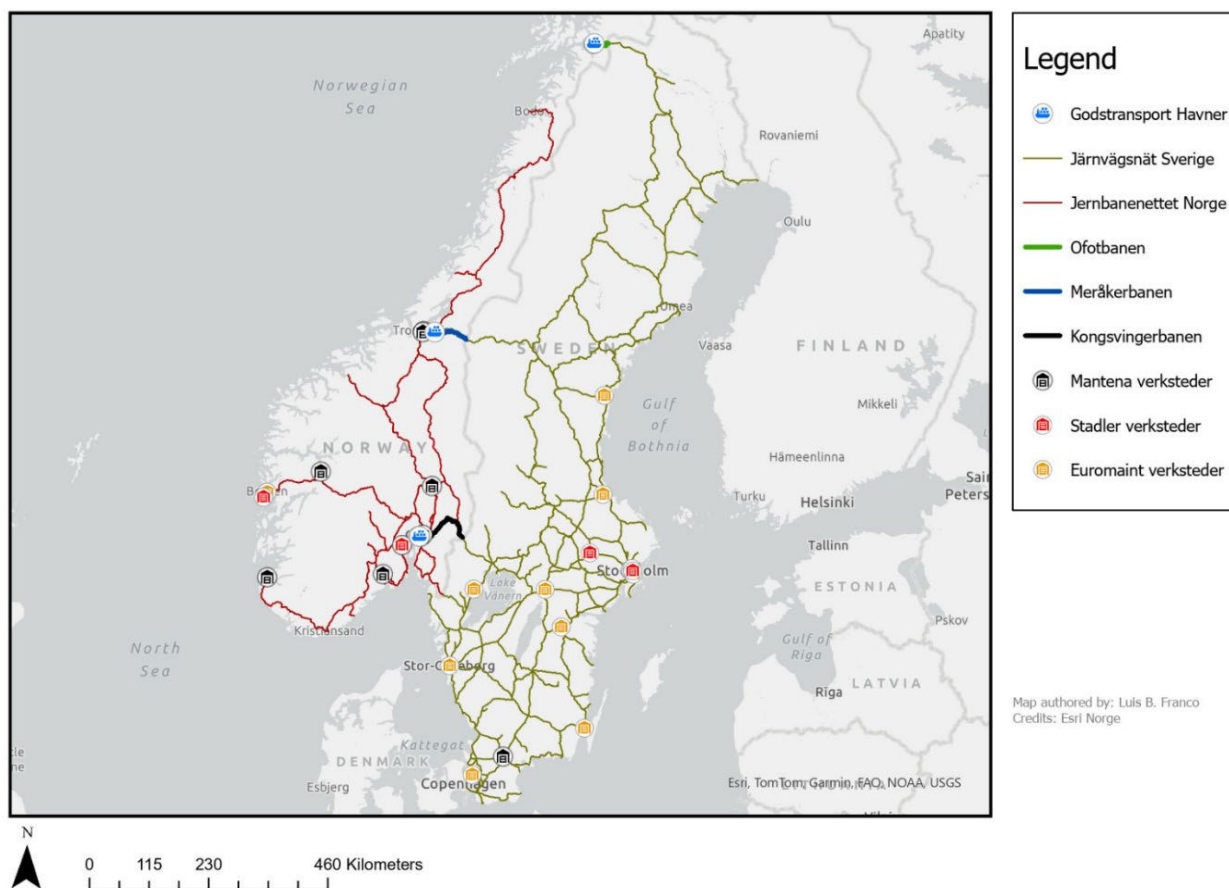 Norwegian
Sea
Apatity
Bodø
Rovaniemi
Oulu
Umea
Vaasa
SWEDEN
FINLAND
Mikkeli
Gulf
of
Bothnia
NORWAY
Hämeenlinna
Turku
Helsinki
Tallinn
Lake
Vänern
ESTONIA
Pskov
Kristiansand
North
Sea
Gulf of
Riga
Rīga
LATVIA
Kattegat
DENMARK
Esbjerg
Copenhagen
Esri, TomTom, Garmin, FAO, NOAA, USGS
Legend
Godstransport Havner
Järnvägsnät Sverige
Jernbanenettet Norge
Ofotbanen
Meråkerbanen
Kongsvingerbanen
Mantena verksteder
Stadler verksteder
Euromaint verksteder
Map authored by: Luis B. Franco
Credits: Esri Norge
N
0 115 230 460 Kilometers